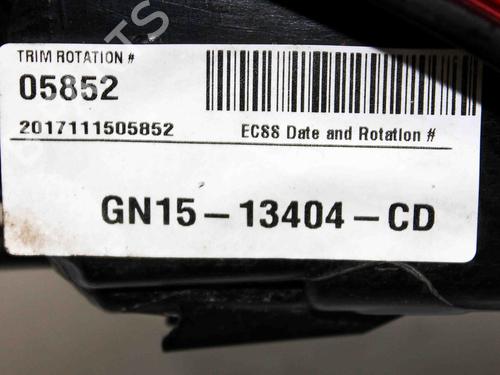 TRIM ROTATION #
05852
2017111505852
ECSS Date and Rotation #
GN15-13404-CD